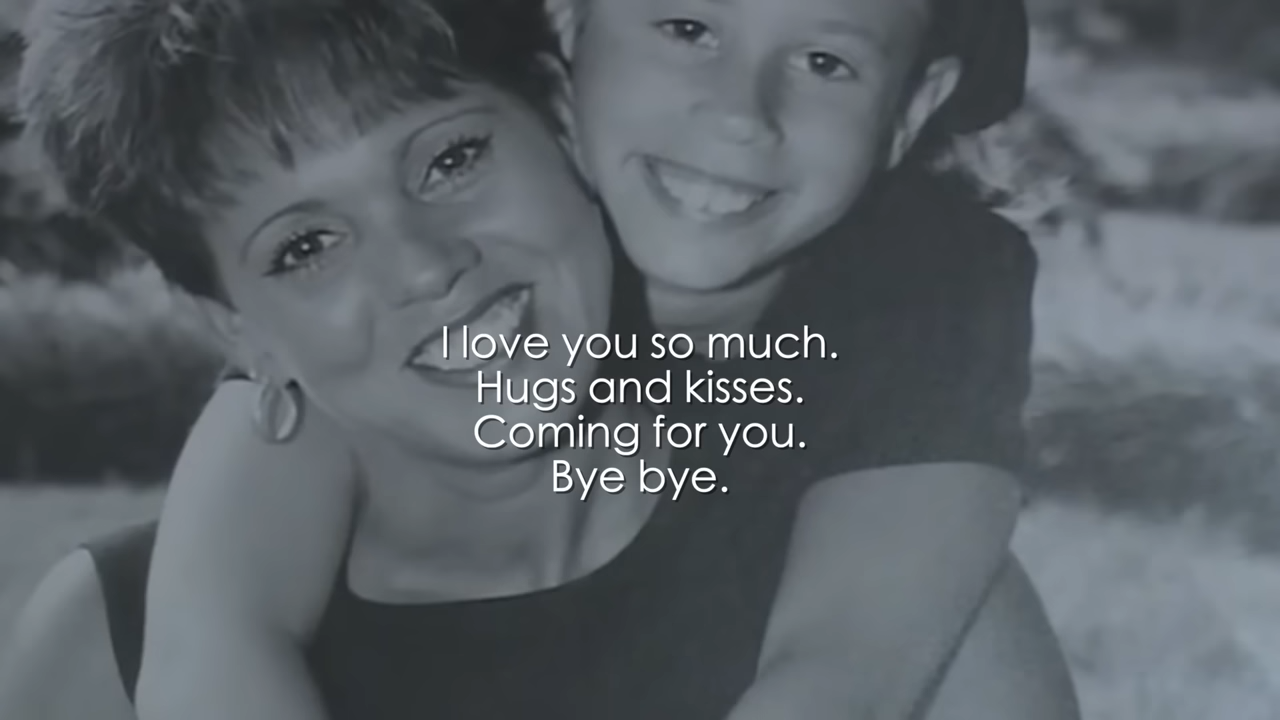 I love you so much.
Hugs and kisses.
Coming for you.
Bye bye.